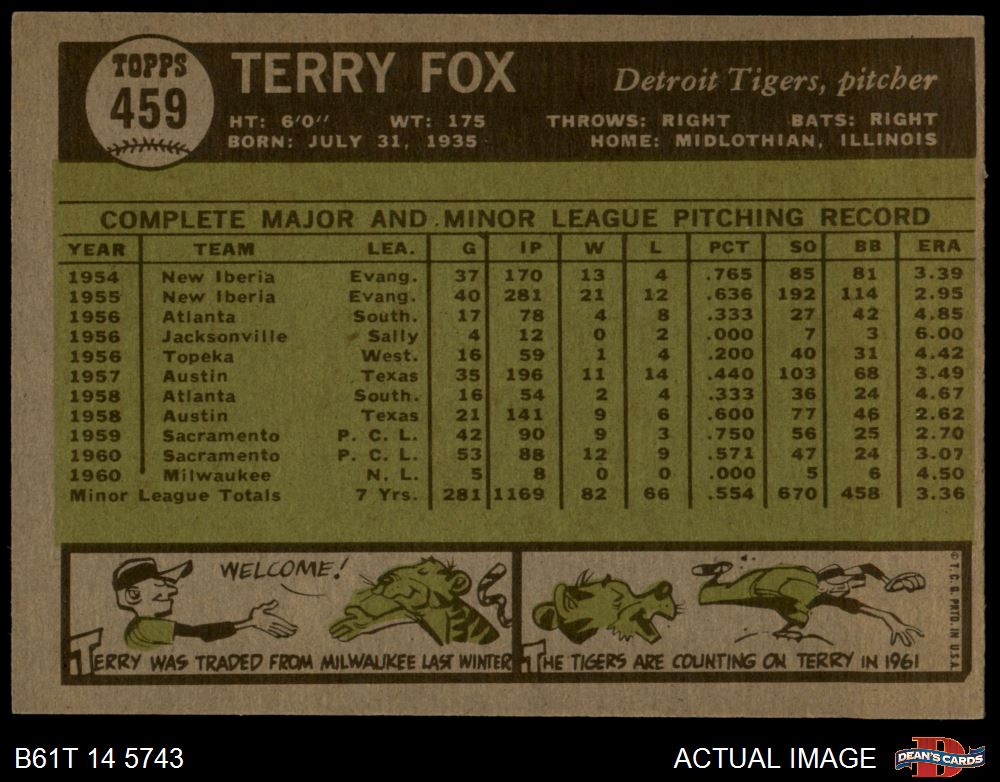 TOPPS
459
TERRY FOX
Detroit Tigers, pitcher
HT: 6'0" WT: 175 THROWS: RIGHT BATS: RIGHT
BORN: JULY 31, 1935 HOME: MIDLOTHIAN, ILLINOIS
COMPLETE MAJOR AND MINOR LEAGUE PITCHING RECORD
YEAR TEAM LEA. G IP W L PCT SO BB ERA
1954 New Iberia Evang. 37 170 13 4 .765 85 81 3.39
1955 New Iberia Evang. 40 281 21 12 .636 192 114 2.95
1956 Atlanta South. 17 78 4 8 .333 27 42 4.85
1956 Jacksonville Sally 4 12 0 2 .000 7 3 6.00
1956 Topeka West. 16 59 1 4 .200 40 31 4.42
1957 Austin Texas 35 196 11 14 .440 103 68 3.49
1958 Atlanta South. 16 54 2 4 .333 36 24 4.67
1958 Austin Texas 21 141 9 6 .600 77 46 2.62
1959 Sacramento P. C. L. 42 90 9 3 .750 56 25 2.70
1960 Sacramento P. C. L. 53 88 12 9 .571 47 24 3.07
1960 Milwaukee N. L. 5 8 0 0 .000 5 6 4.50
Minor League Totals 7 Yrs. 281 1169 82 66 .554 670 458 3.36
WELCOME!
TERRY WAS TRADED FROM MILWAUKEE LAST WINTER
THE TIGERS ARE COUNTING ON TERRY IN 1961
© T. C. G. PRTD. IN U.S.A.
B61T 14 5743
ACTUAL IMAGE
D
DEAN'S CARDS